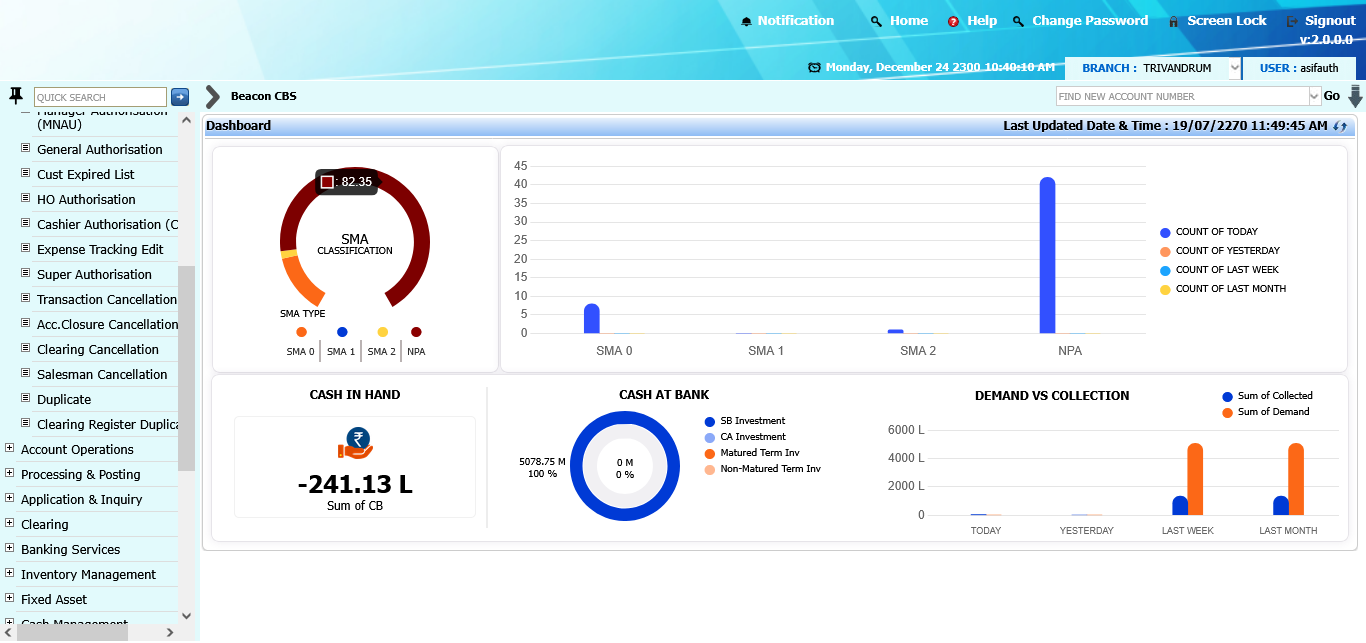 Notification Home Help Change Password Screen Lock Signout
v:2.0.0.0
Monday, December 24 2300 10:40:10 AM BRANCH : TRIVANDRUM USER : asifauth
QUICK SEARCH Beacon CBS FIND NEW ACCOUNT NUMBER Go
Manager Authorisation
(MNAU)
General Authorisation
Cust Expired List
HO Authorisation
Cashier Authorisation (C
Expense Tracking Edit
Super Authorisation
Transaction Cancellation
Acc.Closure Cancellation
Clearing Cancellation
Salesman Cancellation
Duplicate
Clearing Register Duplica
Account Operations
Processing & Posting
Application & Inquiry
Clearing
Banking Services
Inventory Management
Fixed Asset
Cash Management
Dashboard Last Updated Date & Time : 19/07/2270 11:49:45 AM
: 82.35
SMA
CLASSIFICATION
SMA TYPE
SMA 0 SMA 1 SMA 2 NPA
45
40
35
30
25
20
15
10
5
0
SMA 0 SMA 1 SMA 2 NPA
COUNT OF TODAY
COUNT OF YESTERDAY
COUNT OF LAST WEEK
COUNT OF LAST MONTH
CASH IN HAND
₹
-241.13 L
Sum of CB
CASH AT BANK
5078.75 M
100 %
0 M
0 %
SB Investment
CA Investment
Matured Term Inv
Non-Matured Term Inv
DEMAND VS COLLECTION
Sum of Collected
Sum of Demand
6000 L
4000 L
2000 L
0
TODAY YESTERDAY LAST WEEK LAST MONTH